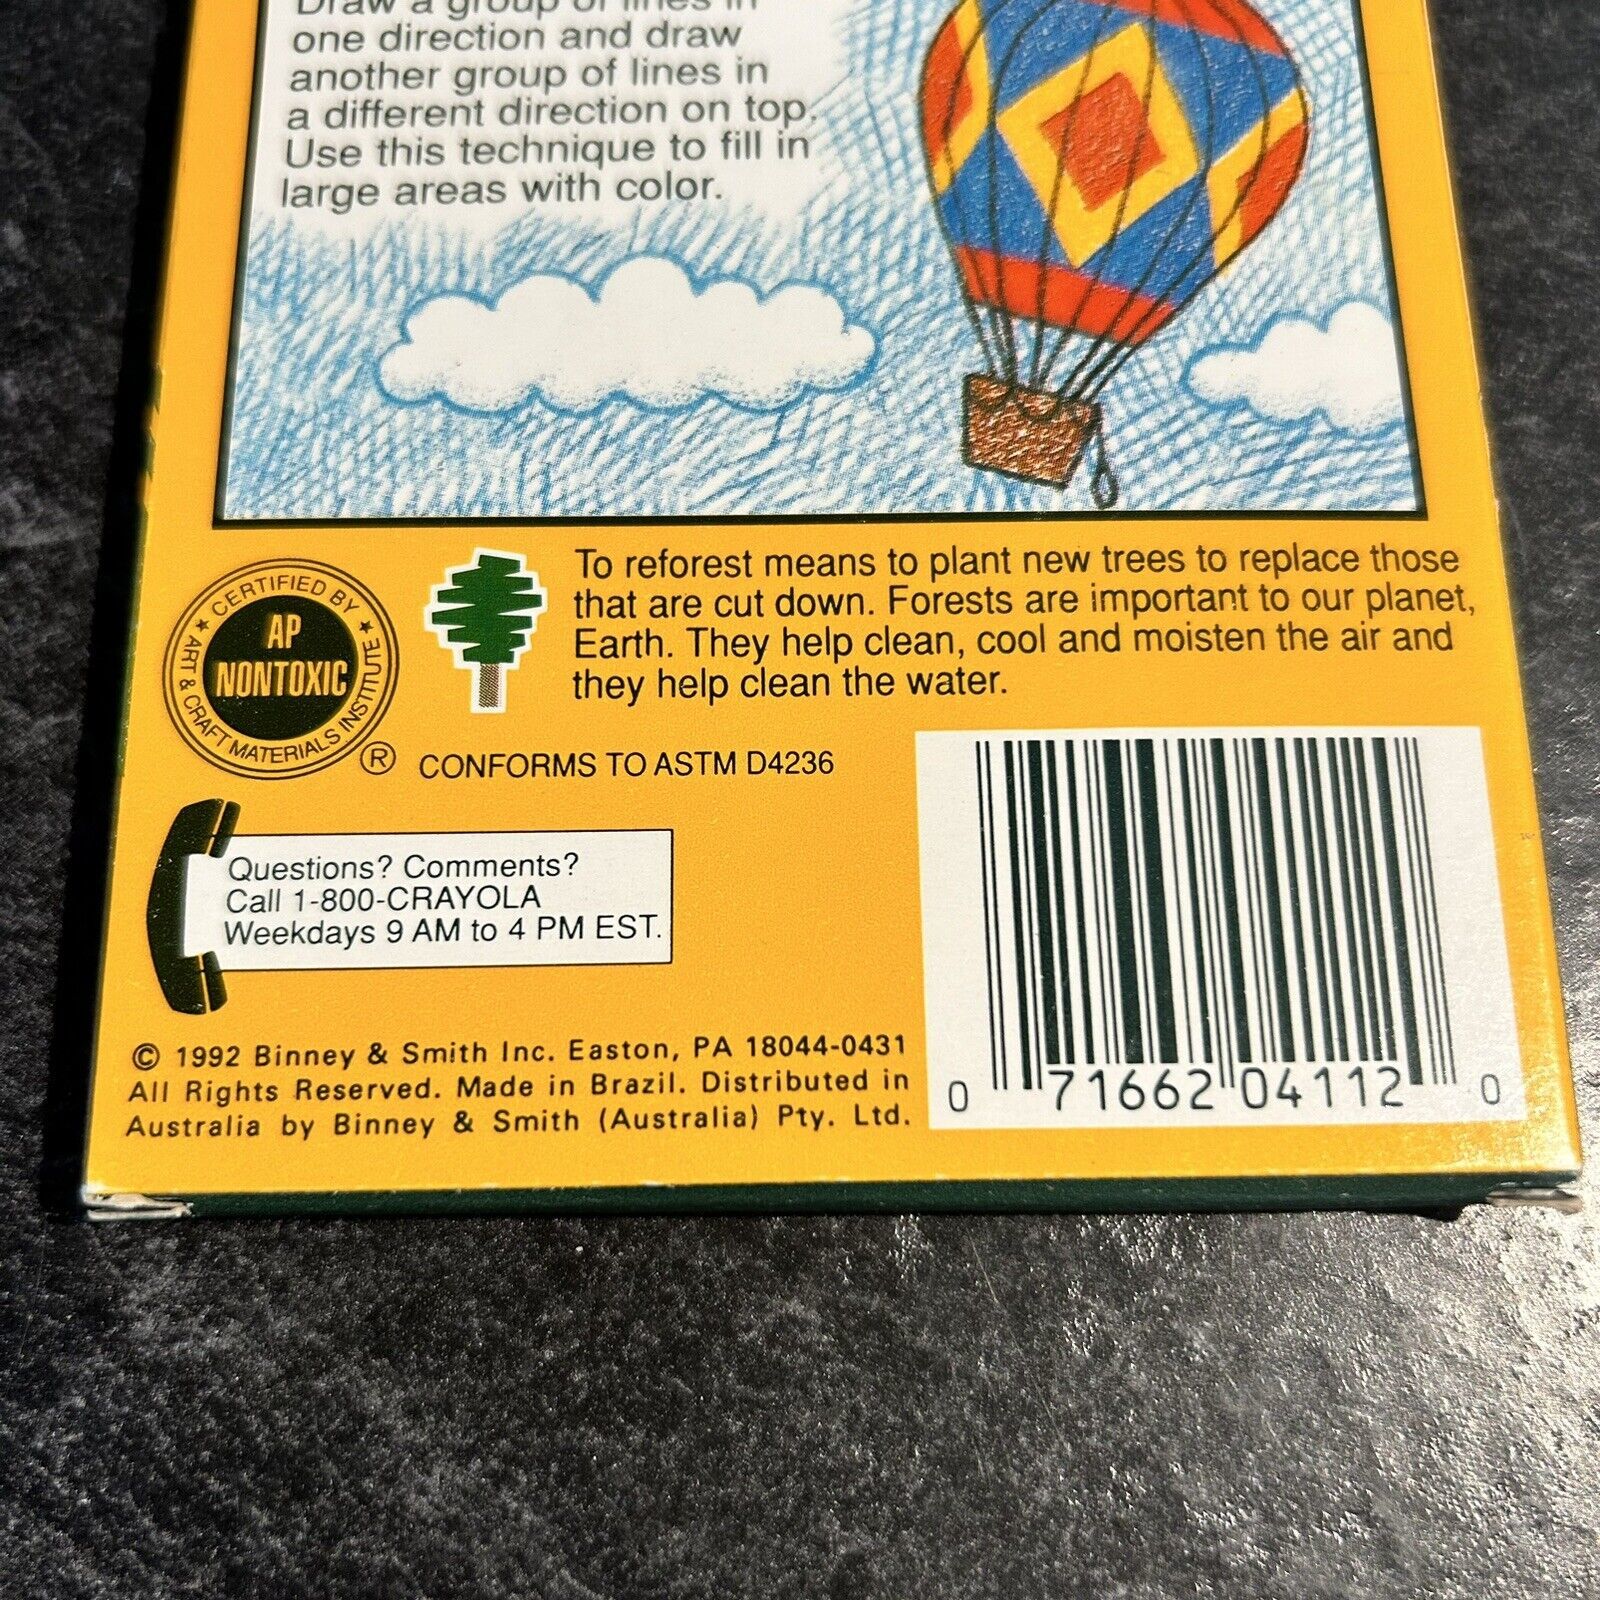 Draw a group of lines in
one direction and draw
another group of lines in
a different direction on top.
Use this technique to fill in
large areas with color.
CERTIFIED BY
AP
NONTOXIC
ART & CRAFT MATERIALS INSTITUTE
®
To reforest means to plant new trees to replace those
that are cut down. Forests are important to our planet,
Earth. They help clean, cool and moisten the air and
they help clean the water.
CONFORMS TO ASTM D4236
Questions? Comments?
Call 1-800-CRAYOLA
Weekdays 9 AM to 4 PM EST.
© 1992 Binney & Smith Inc. Easton, PA 18044-0431
All Rights Reserved. Made in Brazil. Distributed in
Australia by Binney & Smith (Australia) Pty. Ltd.
0 71662 04112 0